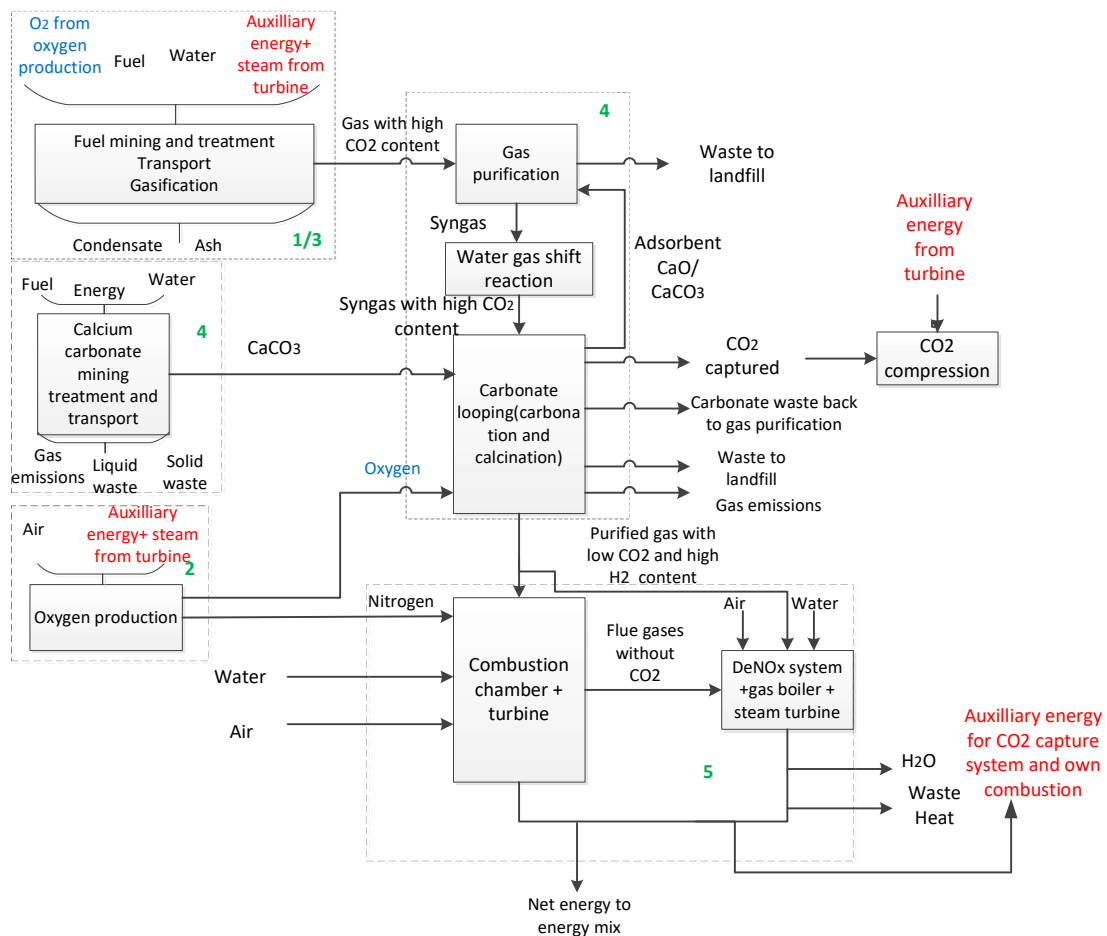 O2 from
oxygen
production
Fuel
Water
Auxilliary
energy+
steam from
turbine
Fuel mining and treatment
Transport
Gasification
Condensate
Ash
1/3
Gas with high
CO2 content
4
Gas
purification
Waste to
landfill
Syngas
Water gas shift
reaction
Adsorbent
CaO/
CaCO3
Auxilliary
energy
from
turbine
Fuel
Energy
Water
Calcium
carbonate
mining
treatment and
transport
4
Gas
emissions
Liquid
waste
Solid
waste
CaCO3
Syngas with high CO2
content
Carbonate
looping(carbona
tion and
calcination)
CO2
captured
CO2
compression
Carbonate waste back
to gas purification
Waste to
landfill
Gas emissions
Oxygen
Air
Auxilliary
energy+ steam
from turbine
2
Oxygen production
Purified gas with
low CO2 and high
H2 content
Nitrogen
Water
Air
Combustion
chamber +
turbine
Flue gases
without
CO2
Air
Water
DeNOx system
+gas boiler +
steam turbine
5
H2O
Waste
Heat
Auxilliary energy
for CO2 capture
system and own
combustion
Net energy to
energy mix